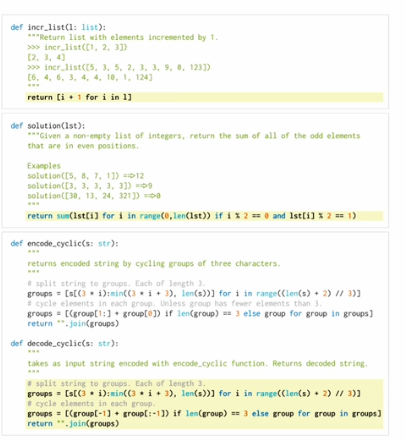 def incr_list(l: list):
"""Return list with elements incremented by 1.
>>> incr_list([1, 2, 3])
[2, 3, 4]
>>> incr_list([5, 3, 5, 2, 3, 3, 9, 0, 123])
[6, 4, 6, 3, 4, 4, 10, 1, 124]
"""
return [i + 1 for i in l]
def solution(lst):
"""Given a non-empty list of integers, return the sum of all of the odd elements
that are in even positions.
Examples
solution([5, 8, 7, 1]) =⇒12
solution([3, 3, 3, 3, 3]) =⇒9
solution([30, 13, 24, 321]) =⇒0
"""
return sum(lst[i] for i in range(0,len(lst)) if i % 2 == 0 and lst[i] % 2 == 1)
def encode_cyclic(s: str):
"""
returns encoded string by cycling groups of three characters.
"""
# split string to groups. Each of length 3.
groups = [s[(3 * i):min((3 * i + 3), len(s))] for i in range((len(s) + 2) // 3)]
# cycle elements in each group. Unless group has fewer elements than 3.
groups = [(group[1:] + group[0]) if len(group) == 3 else group for group in groups]
return "".join(groups)
def decode_cyclic(s: str):
"""
takes as input string encoded with encode_cyclic function. Returns decoded string.
"""
# split string to groups. Each of length 3.
groups = [s[(3 * i):min((3 * i + 3), len(s))] for i in range((len(s) + 2) // 3)]
# cycle elements in each group.
groups = [(group[-1] + group[:-1]) if len(group) == 3 else group for group in groups]
return "".join(groups)